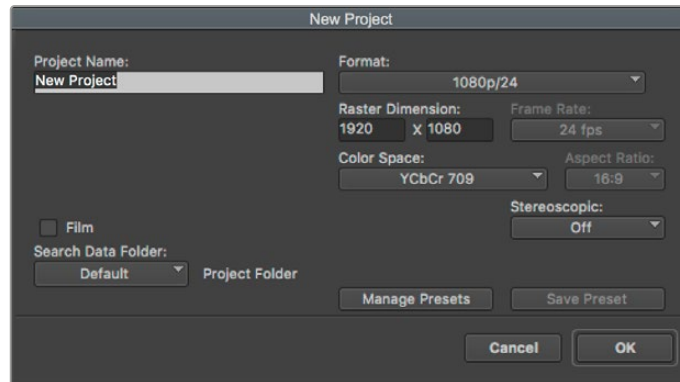 New Project
Project Name:
New Project
Format:
1080p/24
Raster Dimension:
1920 X 1080
Frame Rate:
24 fps
Color Space:
YCbCr 709
Aspect Ratio:
16:9
Stereoscopic:
Off
Film
Search Data Folder:
Default
Project Folder
Manage Presets
Save Preset
Cancel
OK